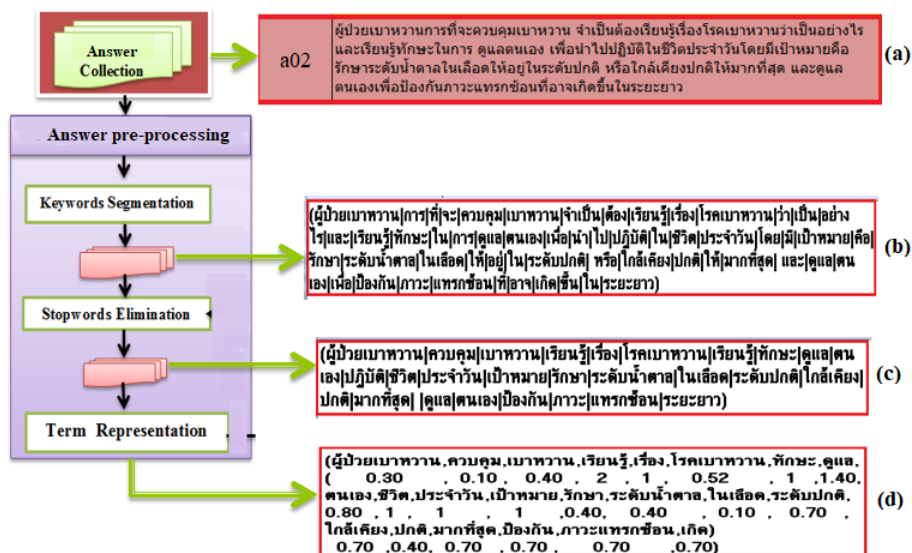 Answer
Collection
a02
ผู้ป่วยเบาหวานการที่จะควบคุมเบาหวาน จำเป็นต้องเรียนรู้เรื่องโรคเบาหวานว่าเป็นอย่างไร
และเรียนรู้ทักษะในการ ดูแลตนเอง เพื่อนำไปปฏิบัติในชีวิตประจำวันโดยมีเป้าหมายคือ
รักษาระดับน้ำตาลในเลือดให้อยู่ในระดับปกติ หรือใกล้เคียงปกติให้มากที่สุด และดูแล
ตนเองเพื่อป้องกันภาวะแทรกซ้อนที่อาจเกิดขึ้นในระยะยาว
(a)
Answer pre-processing
Keywords Segmentation
(ผู้ป่วยเบาหวาน|การ|ที่|จะ|ควบคุม|เบาหวาน|จำเป็น|ต้อง|เรียนรู้|เรื่อง|โรคเบาหวาน|ว่า|เป็น|อย่าง
ไร|และ|เรียนรู้|ทักษะ|ใน|การ|ดูแล|ตนเอง|เพื่อ|นำ|ไป|ปฏิบัติ|ใน|ชีวิต|ประจำวัน|โดย|มี|เป้าหมาย|คือ|
รักษา|ระดับน้ำตาล|ในเลือด|ให้|อยู่|ใน|ระดับปกติ| หรือ|ใกล้เคียง|ปกติ|ให้|มากที่สุด| และ|ดูแล|ตน
เอง|เพื่อ|ป้องกัน|ภาวะ|แทรกซ้อน|ที่|อาจ|เกิด|ขึ้น|ใน|ระยะยาว)
(b)
Stopwords Elimination
(ผู้ป่วยเบาหวาน|ควบคุม|เบาหวาน|เรียนรู้|เรื่อง|โรคเบาหวาน|เรียนรู้|ทักษะ|ดูแล|ตน
เอง|ปฏิบัติ|ชีวิต|ประจำวัน|เป้าหมาย|รักษา|ระดับน้ำตาล|ในเลือด|ระดับปกติ|ใกล้เคียง|
ปกติ|มากที่สุด| |ดูแล|ตนเอง|ป้องกัน|ภาวะ|แทรกซ้อน|ระยะยาว)
(c)
Term Representation
(ผู้ป่วยเบาหวาน,ควบคุม,เบาหวาน,เรียนรู้,เรื่อง,โรคเบาหวาน,ทักษะ,ดูแล,
( 0.30 , 0.10 , 0.40 , 2 , 1 , 0.52 , 1 ,1.40,
ตนเอง,ชีวิต,ประจำวัน,เป้าหมาย,รักษา,ระดับน้ำตาล,ในเลือด,ระดับปกติ,
0.80 , 1 , 1 , 1 ,0.40, 0.40 , 0.10 , 0.70 ,
ใกล้เคียง,ปกติ,มากที่สุด,ป้องกัน,ภาวะแทรกซ้อน,เกิด)
0.70 ,0.40, 0.70 , 0.70 , 0.70 ,0.70)
(d)